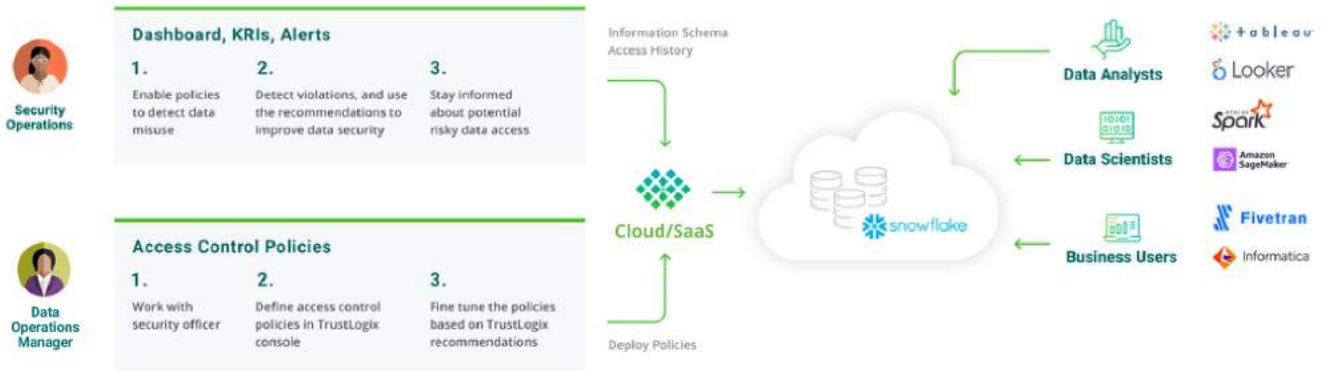 Security
Operations
Dashboard, KRIs, Alerts
1.
Enable policies
to detect data
misuse
2.
Detect violations, and use
the recommendations to
improve data security
3.
Stay informed
about potential
risky data access
Data
Operations
Manager
Access Control Policies
1.
Work with
security officer
2.
Define access control
policies in TrustLogix
console
3.
Fine tune the policies
based on TrustLogix
recommendations
Information Schema
Access History
Cloud/SaaS
Deploy Policies
snowflake
Data Analysts
Data Scientists
Business Users
+ableau
Looker
APACHE
Spark
Amazon
SageMaker
Fivetran
Informatica